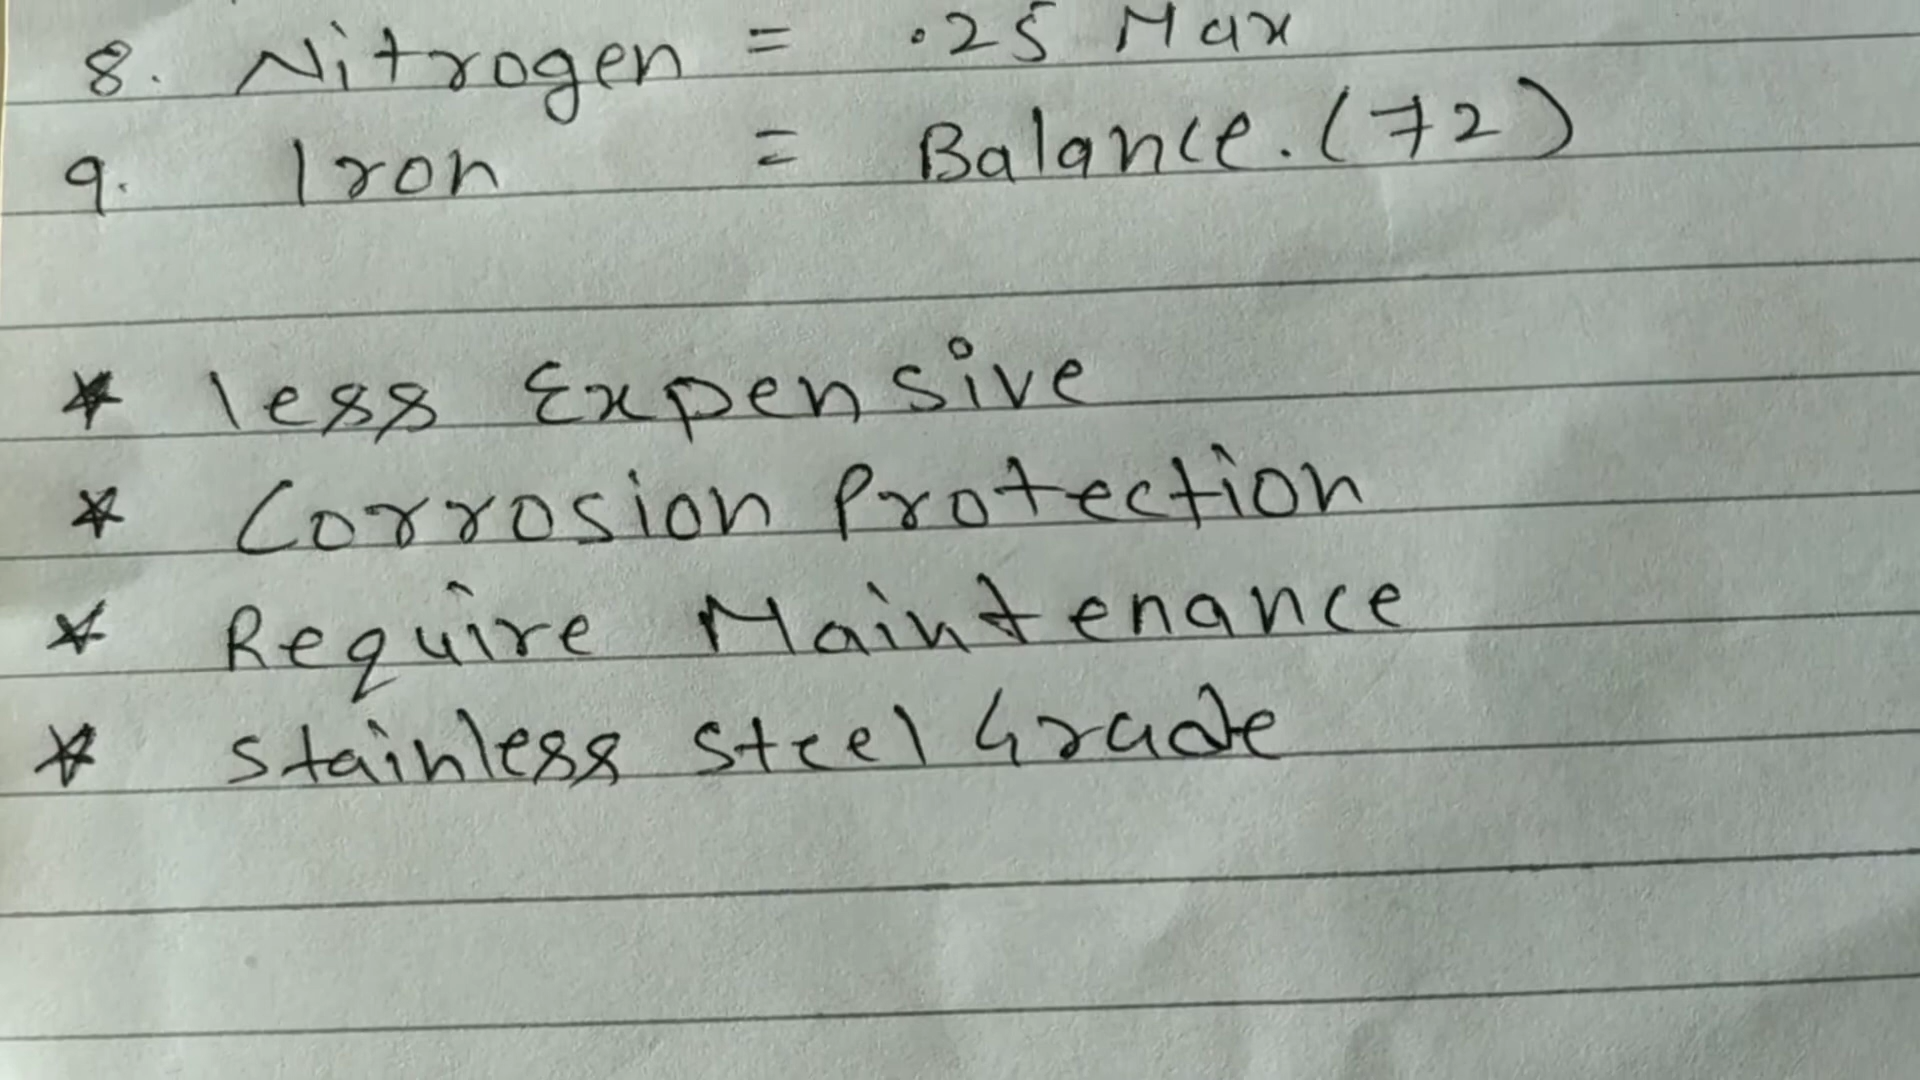 8. Nitrogen = .25 Max
9. Iron = Balance. (72)
* less Expensive
* Corrosion Protection
* Require Maintenance
* Stainless Steel Grade